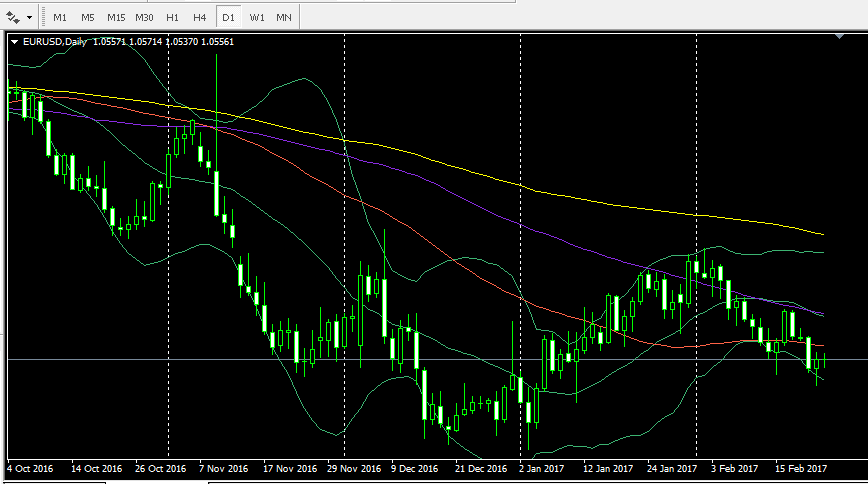 M1 M5 M15 M30 H1 H4 D1 W1 MN
EURUSD,Daily 1.05571 1.05714 1.05370 1.05561
4 Oct 2016 14 Oct 2016 26 Oct 2016 7 Nov 2016 17 Nov 2016 29 Nov 2016 9 Dec 2016 21 Dec 2016 2 Jan 2017 12 Jan 2017 24 Jan 2017 3 Feb 2017 15 Feb 2017